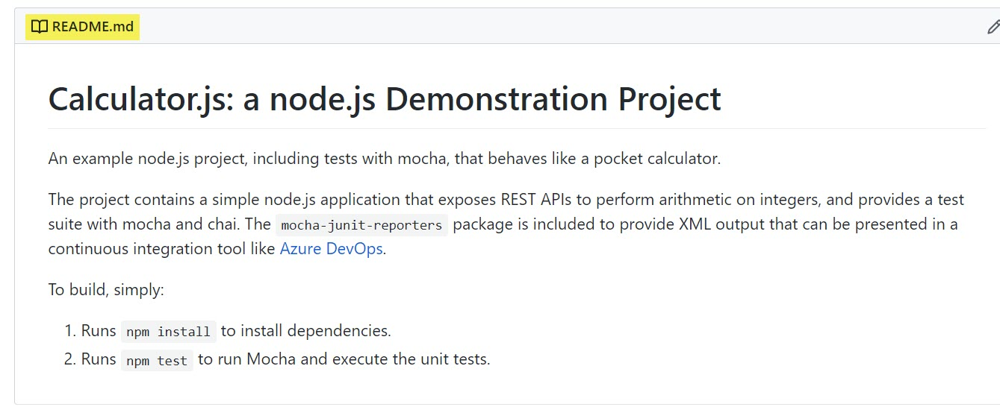 README.md
Calculator.js: a node.js Demonstration Project
An example node.js project, including tests with mocha, that behaves like a pocket calculator.
The project contains a simple node.js application that exposes REST APIs to perform arithmetic on integers, and provides a test
suite with mocha and chai. The mocha-junit-reporters package is included to provide XML output that can be presented in a
continuous integration tool like Azure DevOps.
To build, simply:
1. Runs npm install to install dependencies.
2. Runs npm test to run Mocha and execute the unit tests.